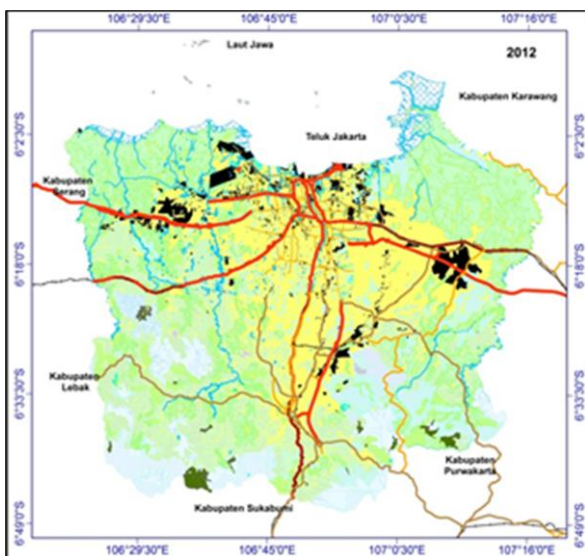 106°29'30"E 106°45'0"E 107°0'30"E 107°16'0"E
Laut Jawa
2012
Kabupaten Karawang
6°2'30"S
6°2'30"S
Teluk Jakarta
Kabupaten
Serang
6°18'0"S
6°18'0"S
Kabupaten
Lebak
6°33'30"S
6°33'30"S
Kabupaten
Purwakarta
Kabupaten Sukabumi
6°49'0"S
6°49'0"S
106°29'30"E 106°45'0"E 107°0'30"E 107°16'0"E